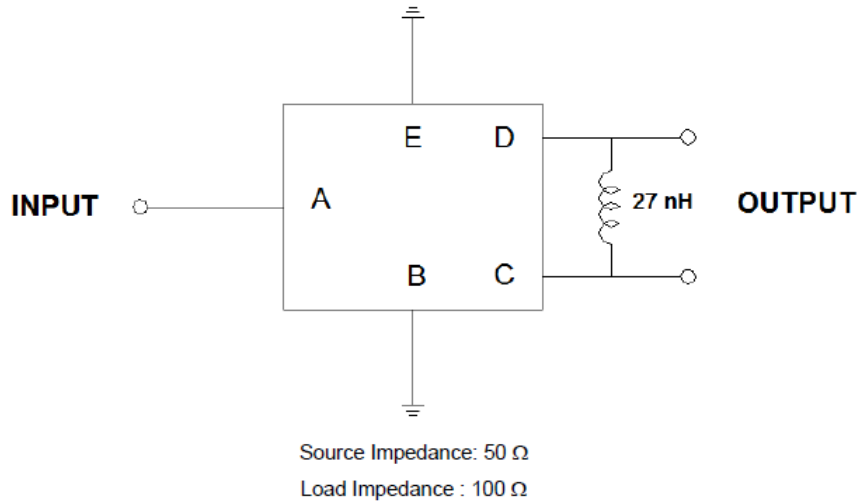 E D
INPUT A 27 nH OUTPUT
B C
Source Impedance: 50 Ω
Load Impedance : 100 Ω